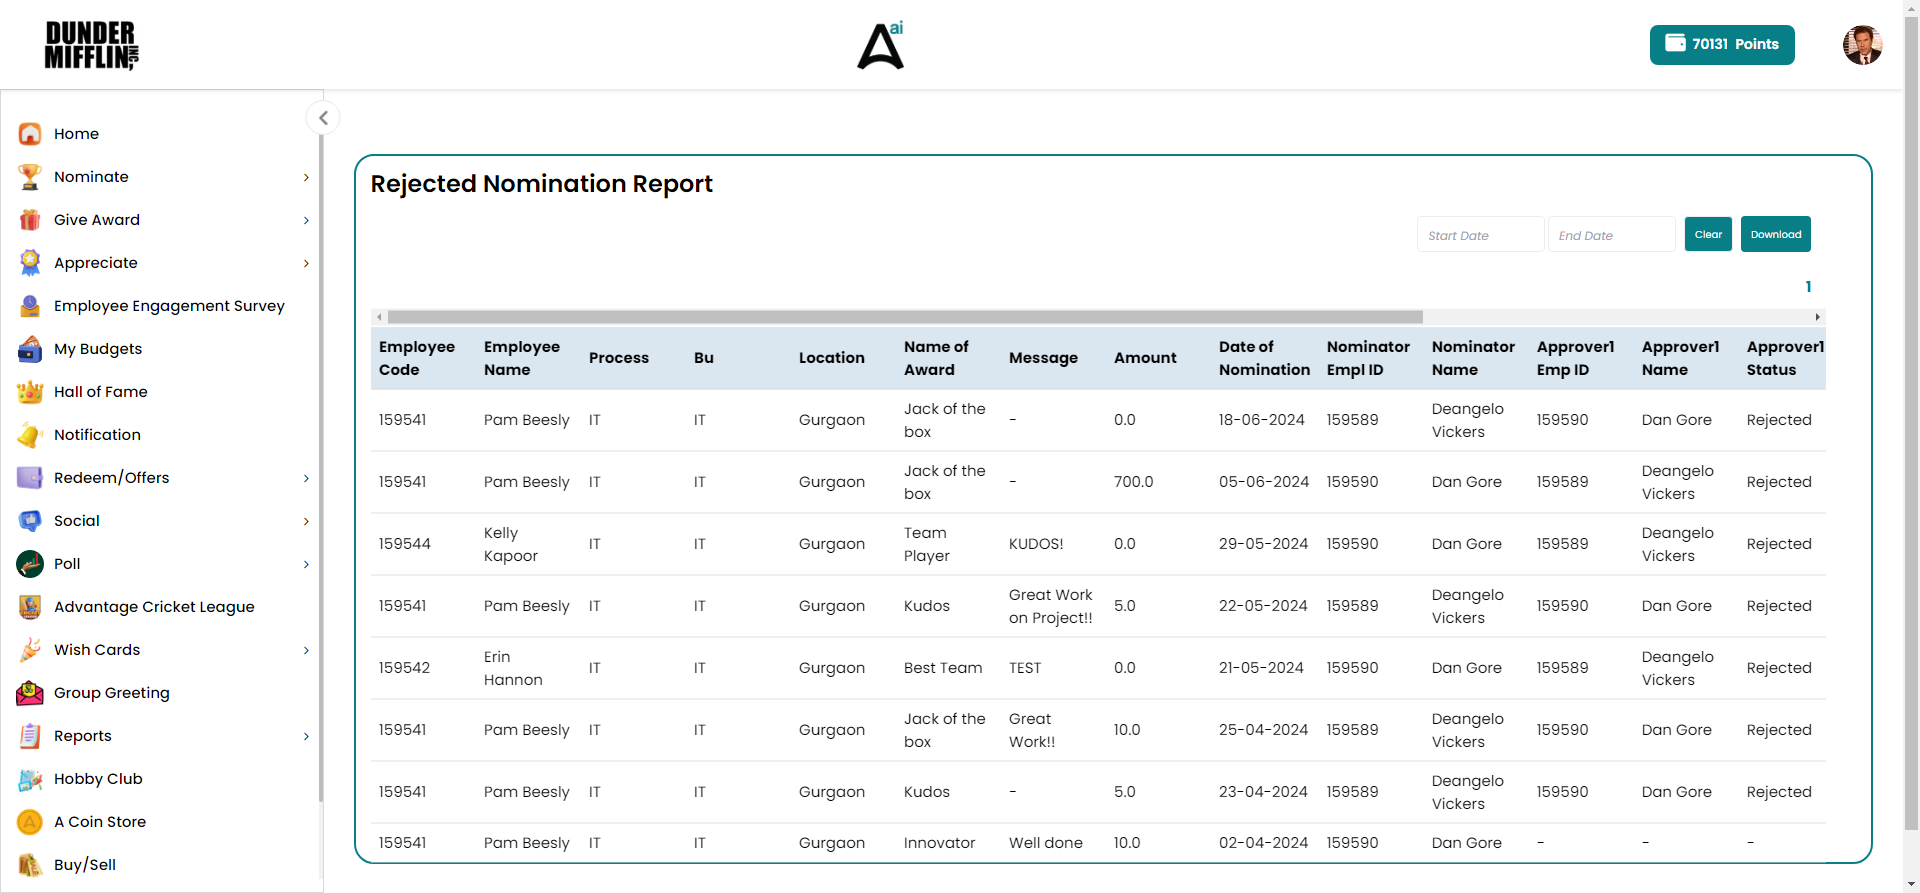 DUNDER
MIFFLIN INC,
ai
70131 Points
Home
Nominate
Give Award
Appreciate
Employee Engagement Survey
My Budgets
Hall of Fame
Notification
Redeem/Offers
Social
Poll
Advantage Cricket League
Wish Cards
Group Greeting
Reports
Hobby Club
A Coin Store
Buy/Sell
Rejected Nomination Report
Start Date End Date Clear Download
1
Employee Code Employee Name Process Bu Location Name of Award Message Amount Date of Nomination Nominator Empl ID Nominator Name Approver1 Emp ID Approver1 Name Approver1 Status
159541 Pam Beesly IT IT Gurgaon Jack of the box - 0.0 18-06-2024 159589 Deangelo Vickers 159590 Dan Gore Rejected
159541 Pam Beesly IT IT Gurgaon Jack of the box - 700.0 05-06-2024 159590 Dan Gore 159589 Deangelo Vickers Rejected
159544 Kelly Kapoor IT IT Gurgaon Team Player KUDOS! 0.0 29-05-2024 159590 Dan Gore 159589 Deangelo Vickers Rejected
159541 Pam Beesly IT IT Gurgaon Kudos Great Work on Project!! 5.0 22-05-2024 159589 Deangelo Vickers 159590 Dan Gore Rejected
159542 Erin Hannon IT IT Gurgaon Best Team TEST 0.0 21-05-2024 159590 Dan Gore 159589 Deangelo Vickers Rejected
159541 Pam Beesly IT IT Gurgaon Jack of the box Great Work!! 10.0 25-04-2024 159589 Deangelo Vickers 159590 Dan Gore Rejected
159541 Pam Beesly IT IT Gurgaon Kudos - 5.0 23-04-2024 159589 Deangelo Vickers 159590 Dan Gore Rejected
159541 Pam Beesly IT IT Gurgaon Innovator Well done 10.0 02-04-2024 159590 Dan Gore - - -